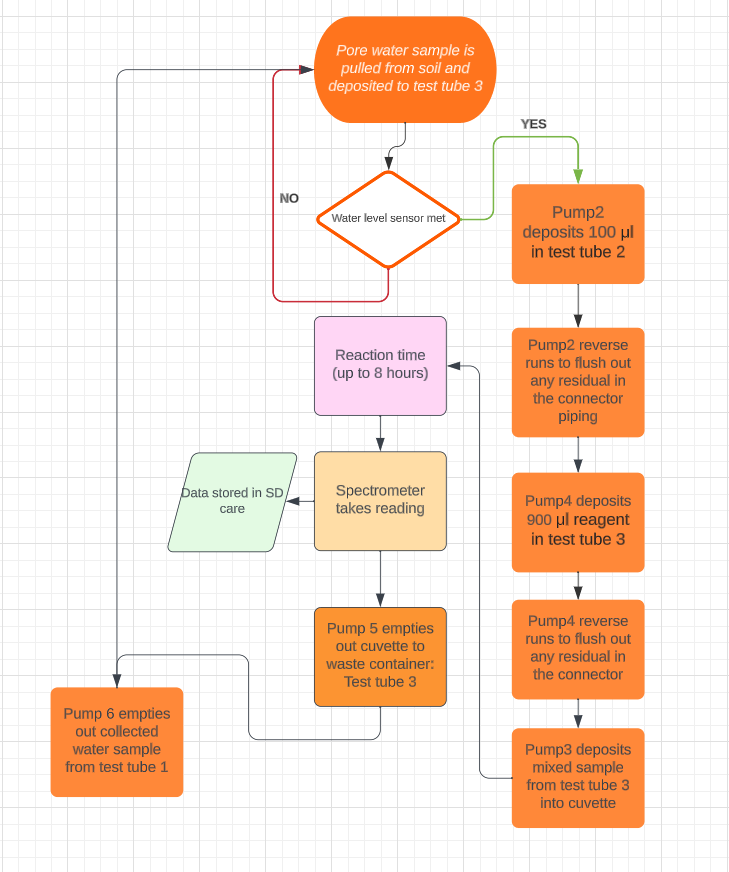 Pore water sample is
pulled from soil and
deposited to test tube 3
YES
NO
Water level sensor met
Pump2
deposits 100 μl
in test tube 2
Pump2 reverse
runs to flush out
any residual in
the connector
piping
Pump4 deposits
900 μl reagent
in test tube 3
Pump4 reverse
runs to flush out
any residual in
the connector
Pump3 deposits
mixed sample
from test tube 3
into cuvette
Reaction time
(up to 8 hours)
Spectrometer
takes reading
Data stored in SD
care
Pump 5 empties
out cuvette to
waste container:
Test tube 3
Pump 6 empties
out collected
water sample
from test tube 1